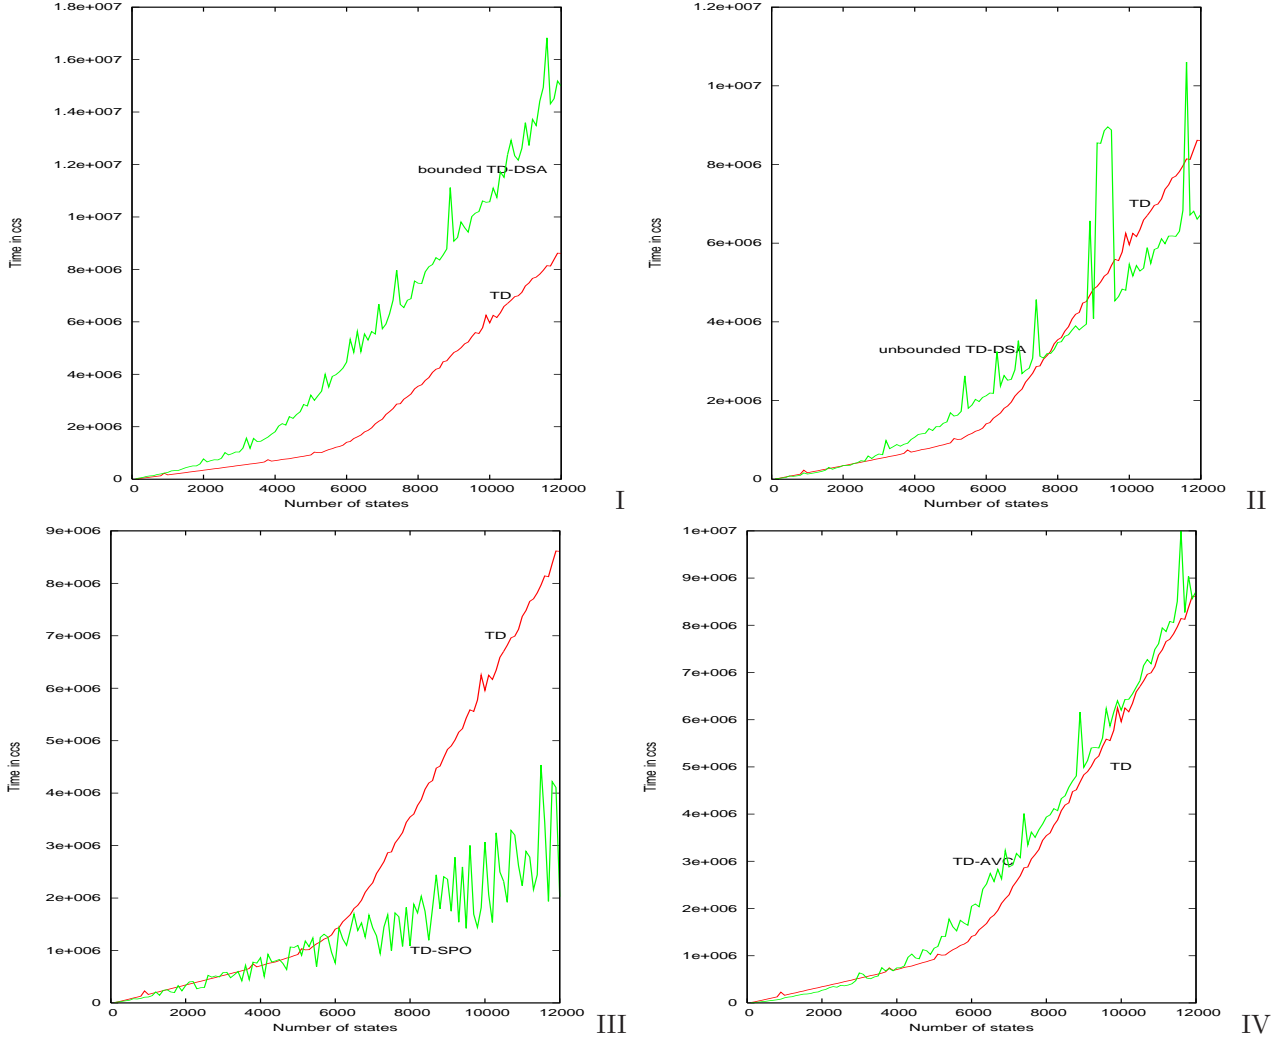 1.8e+007
1.6e+007
1.4e+007
1.2e+007
1e+007
8e+006
6e+006
4e+006
2e+006
0
Time in ccs
bounded TD-DSA
TD
0 2000 4000 6000 8000 10000 12000
Number of states
I
1.2e+007
1e+007
8e+006
6e+006
4e+006
2e+006
0
Time in ccs
TD
unbounded TD-DSA
0 2000 4000 6000 8000 10000 12000
Number of states
II
9e+006
8e+006
7e+006
6e+006
5e+006
4e+006
3e+006
2e+006
1e+006
0
Time in ccs
TD
TD-SPO
0 2000 4000 6000 8000 10000 12000
Number of states
III
1e+007
9e+006
8e+006
7e+006
6e+006
5e+006
4e+006
3e+006
2e+006
1e+006
0
Time in ccs
TD
TD-AVC
0 2000 4000 6000 8000 10000 12000
Number of states
IV